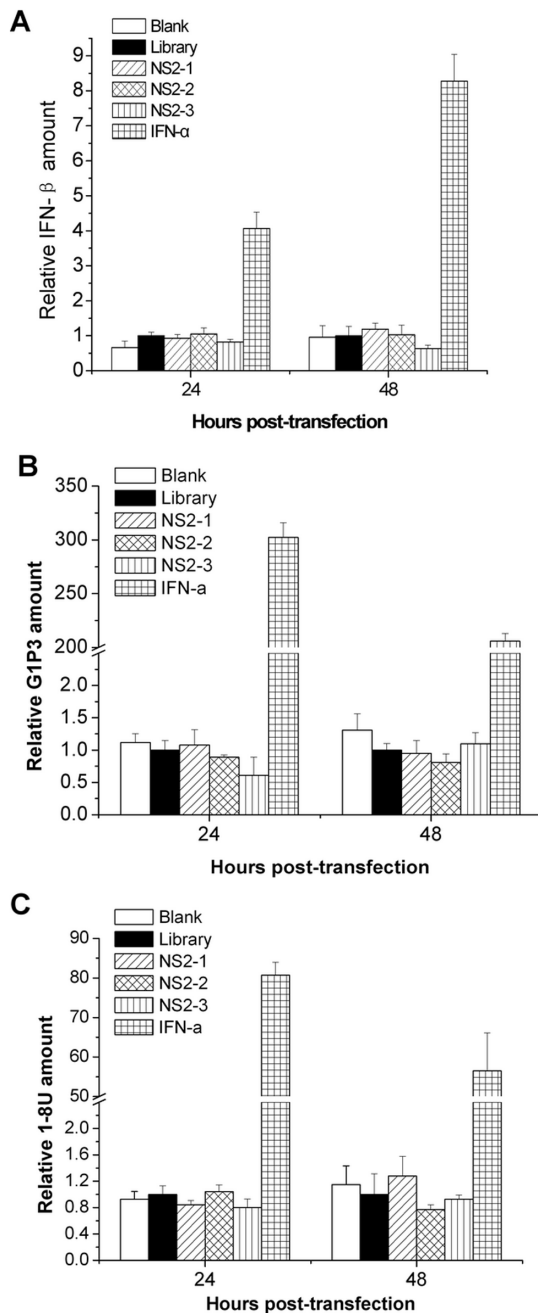 A
Blank
Library
NS2-1
NS2-2
NS2-3
IFN-α
Relative IFN- β amount
9
8
7
6
5
4
3
2
1
0
24 48
Hours post-transfection
B
Blank
Library
NS2-1
NS2-2
NS2-3
IFN-a
Relative G1P3 amount
350
300
250
200
2.0
1.5
1.0
0.5
0.0
24 48
Hours post-transfection
C
Blank
Library
NS2-1
NS2-2
NS2-3
IFN-a
Relative 1-8U amount
90
80
70
60
50
2.0
1.6
1.2
0.8
0.4
0.0
24 48
Hours post-transfection